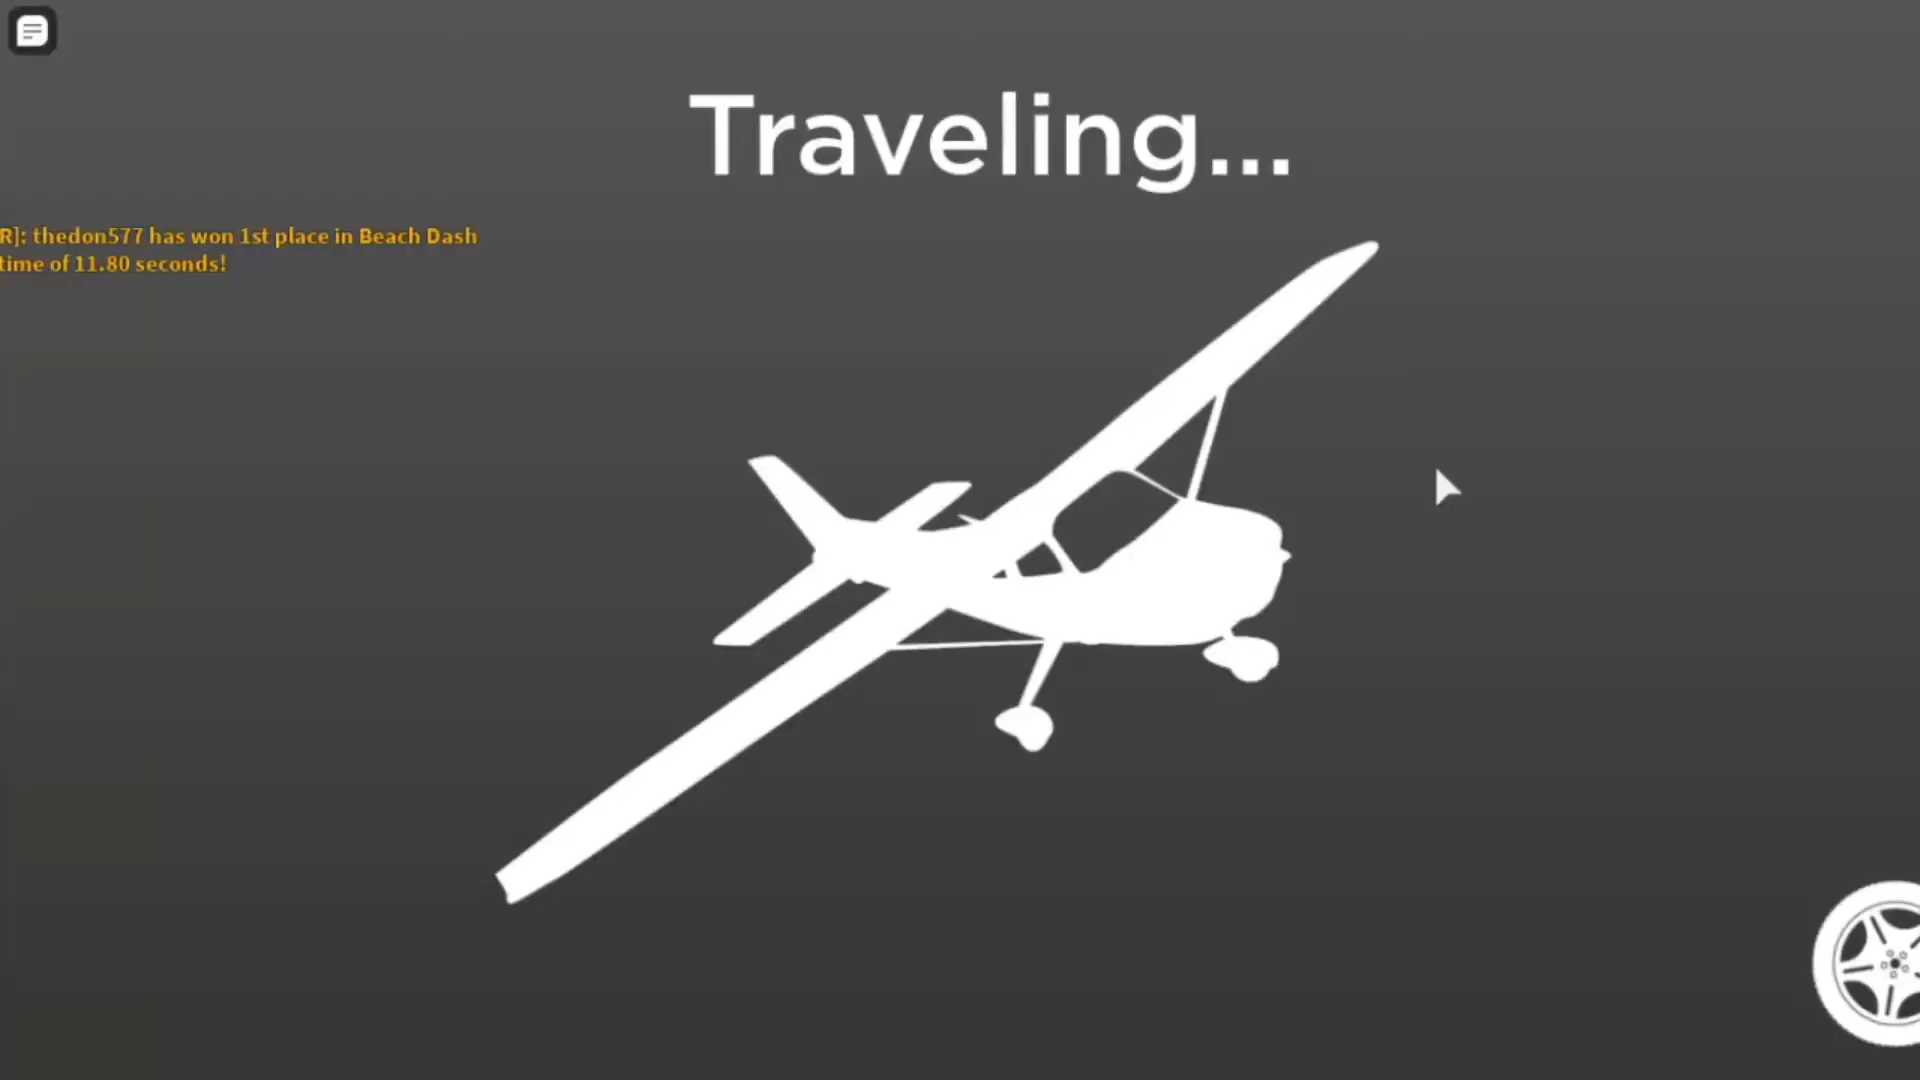 Traveling...
R]: thedon577 has won 1st place in Beach Dash
time of 11.80 seconds!